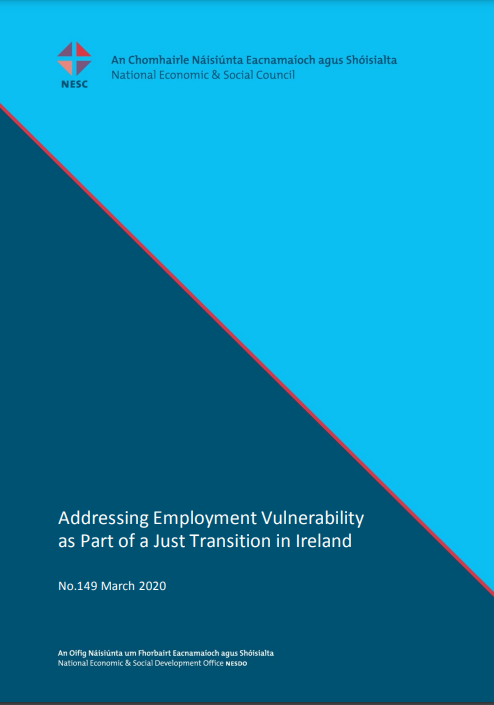 NESC
An Chomhairle Náisiúnta Eacnamaíoch agus Shóisialta
National Economic & Social Council
Addressing Employment Vulnerability
as Part of a Just Transition in Ireland
No.149 March 2020
An Oifig Náisiúnta um Fhorbairt Eacnamaíoch agus Shóisialta
National Economic & Social Development Office NESDO